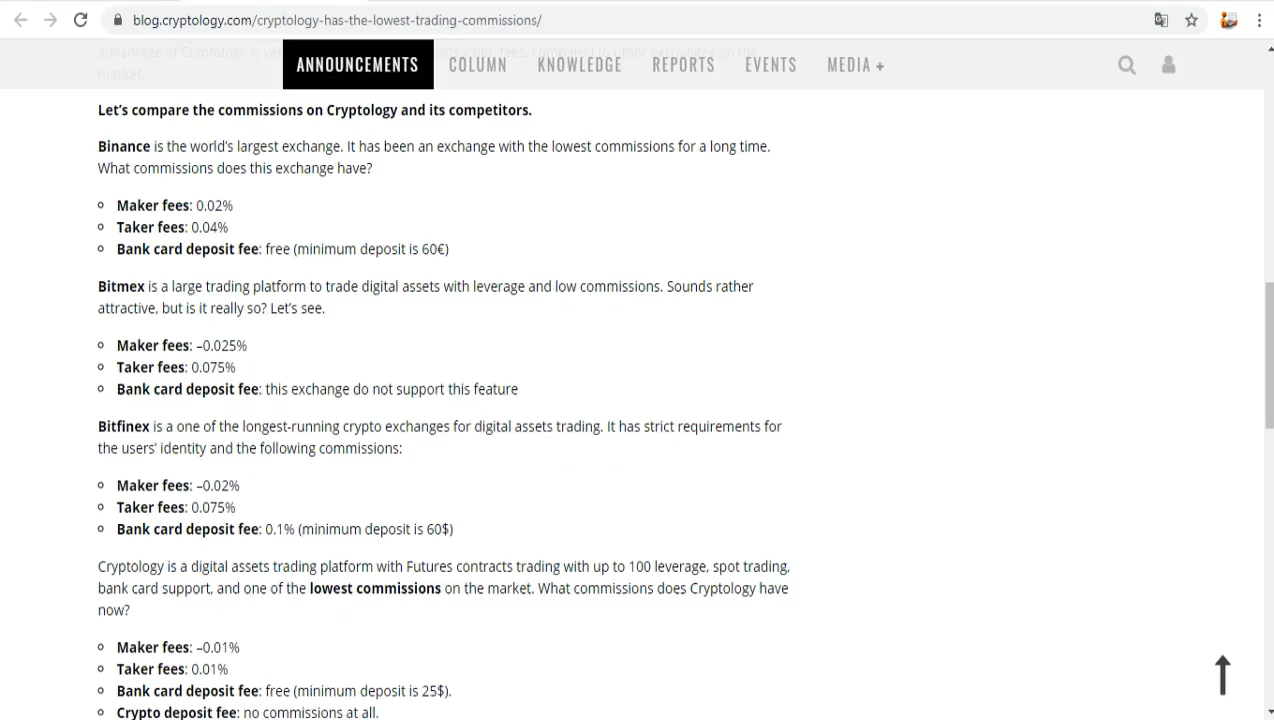 blog.cryptology.com/cryptology-has-the-lowest-trading-commissions/
ANNOUNCEMENTS COLUMN KNOWLEDGE REPORTS EVENTS MEDIA +
market.
Let's compare the commissions on Cryptology and its competitors.
Binance is the world's largest exchange. It has been an exchange with the lowest commissions for a long time.
What commissions does this exchange have?
Maker fees: 0.02%
Taker fees: 0.04%
Bank card deposit fee: free (minimum deposit is 60€)
Bitmex is a large trading platform to trade digital assets with leverage and low commissions. Sounds rather
attractive, but is it really so? Let's see.
Maker fees: –0.025%
Taker fees: 0.075%
Bank card deposit fee: this exchange do not support this feature
Bitfinex is a one of the longest-running crypto exchanges for digital assets trading. It has strict requirements for
the users' identity and the following commissions:
Maker fees: –0.02%
Taker fees: 0.075%
Bank card deposit fee: 0.1% (minimum deposit is 60$)
Cryptology is a digital assets trading platform with Futures contracts trading with up to 100 leverage, spot trading,
bank card support, and one of the lowest commissions on the market. What commissions does Cryptology have
now?
Maker fees: –0.01%
Taker fees: 0.01%
Bank card deposit fee: free (minimum deposit is 25$).
Crypto deposit fee: no commissions at all.